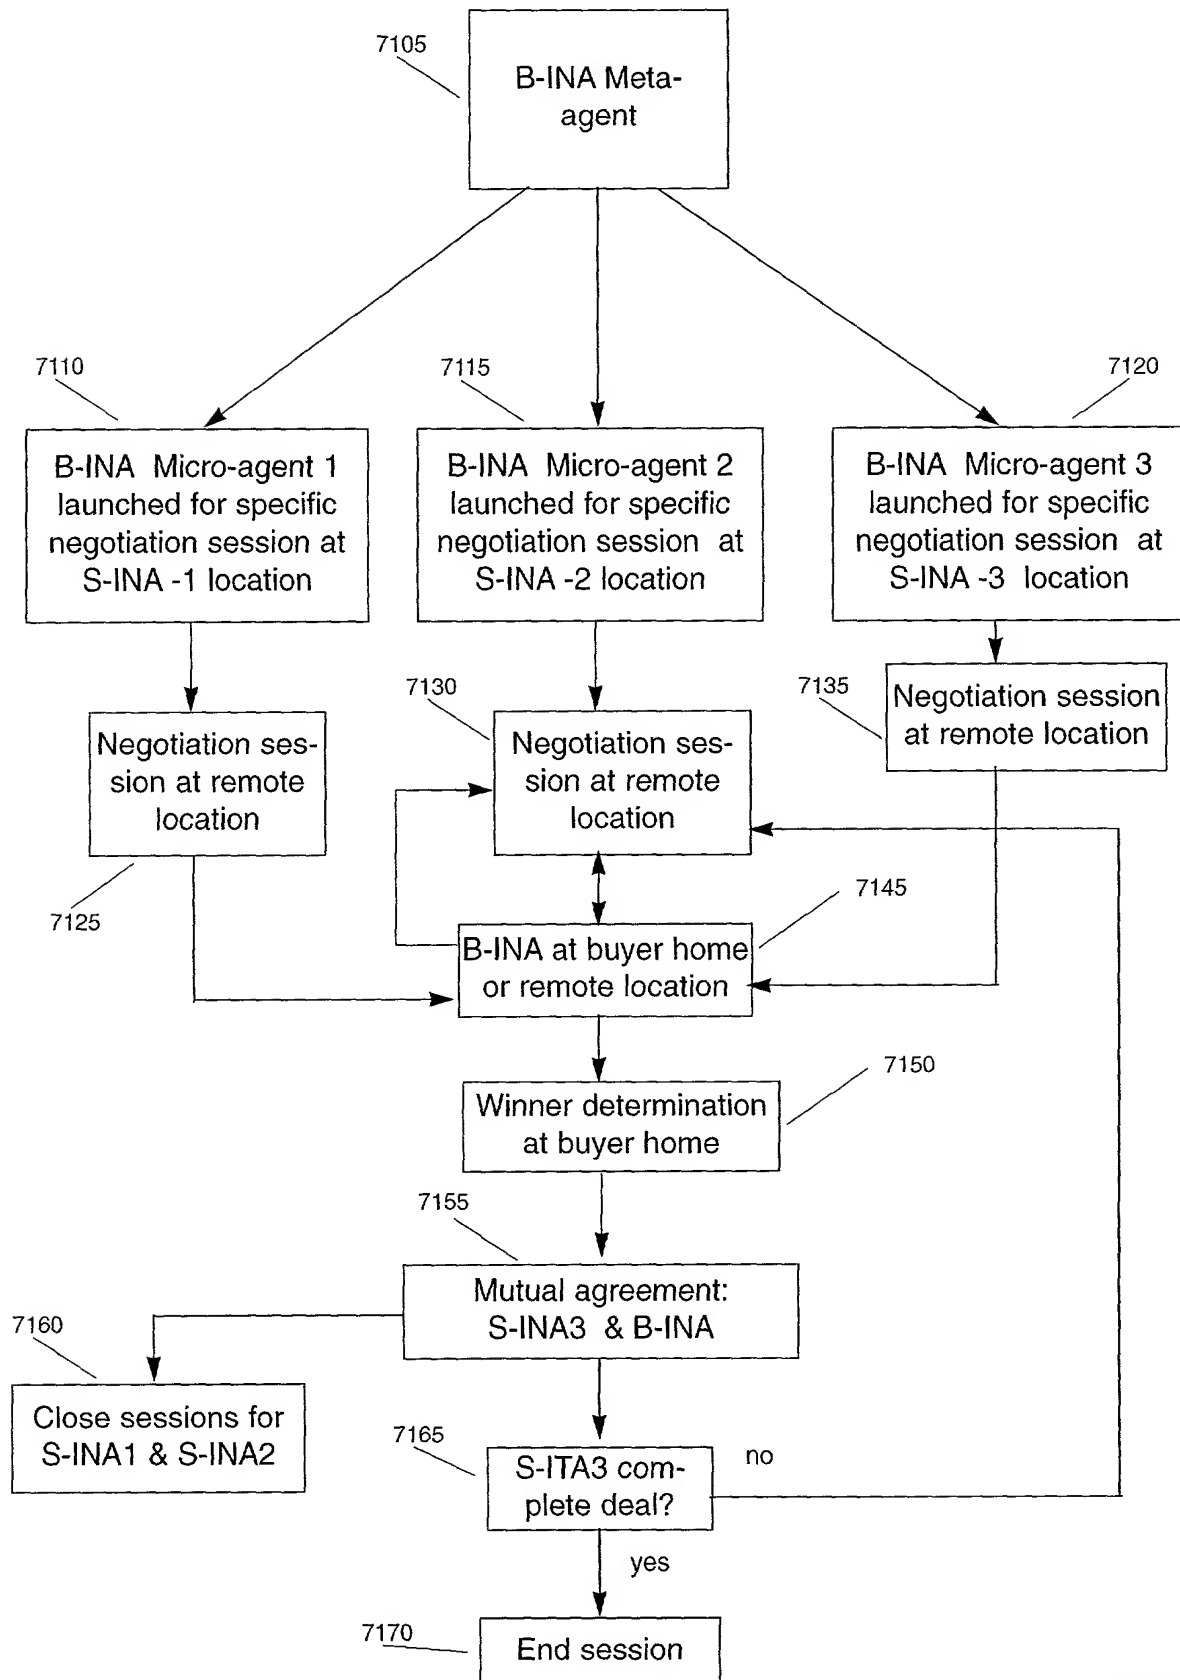 7105
B-INA Meta-
agent
7110
B-INA Micro-agent 1
launched for specific
negotiation session at
S-INA -1 location
7115
B-INA Micro-agent 2
launched for specific
negotiation session at
S-INA -2 location
7120
B-INA Micro-agent 3
launched for specific
negotiation session at
S-INA -3 location
Negotiation ses-
sion at remote
location
7125
7130
Negotiation ses-
sion at remote
location
7135
Negotiation session
at remote location
7145
B-INA at buyer home
or remote location
7150
Winner determination
at buyer home
7155
Mutual agreement:
S-INA3 & B-INA
7160
Close sessions for
S-INA1 & S-INA2
7165
S-ITA3 com-
plete deal?
no
yes
7170
End session